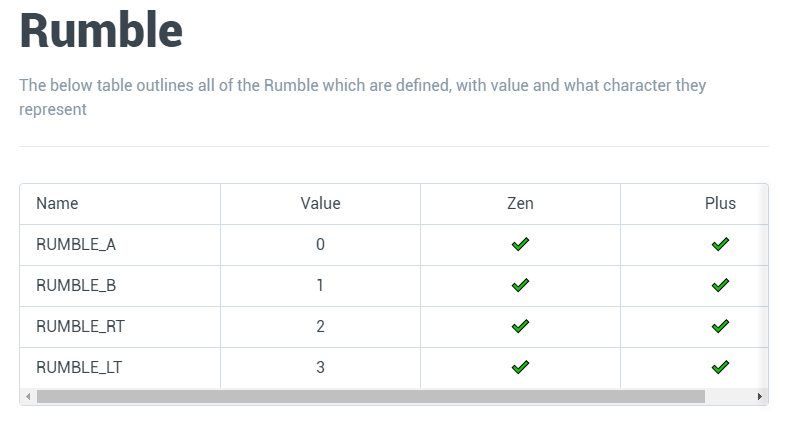 Rumble
The below table outlines all of the Rumble which are defined, with value and what character they
represent
Name Value Zen Plus
RUMBLE_A 0
RUMBLE_B 1
RUMBLE_RT 2
RUMBLE_LT 3